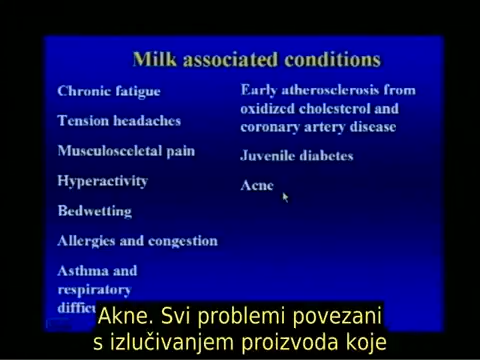 Milk associated conditions
Chronic fatigue
Tension headaches
Musculosceletal pain
Hyperactivity
Bedwetting
Allergies and congestion
Asthma and
respiratory
Early atherosclerosis from
oxidized cholesterol and
coronary artery disease
Juvenile diabetes
Acne
Akne. Svi problemi povezani
s izlučivanjem proizvoda koje